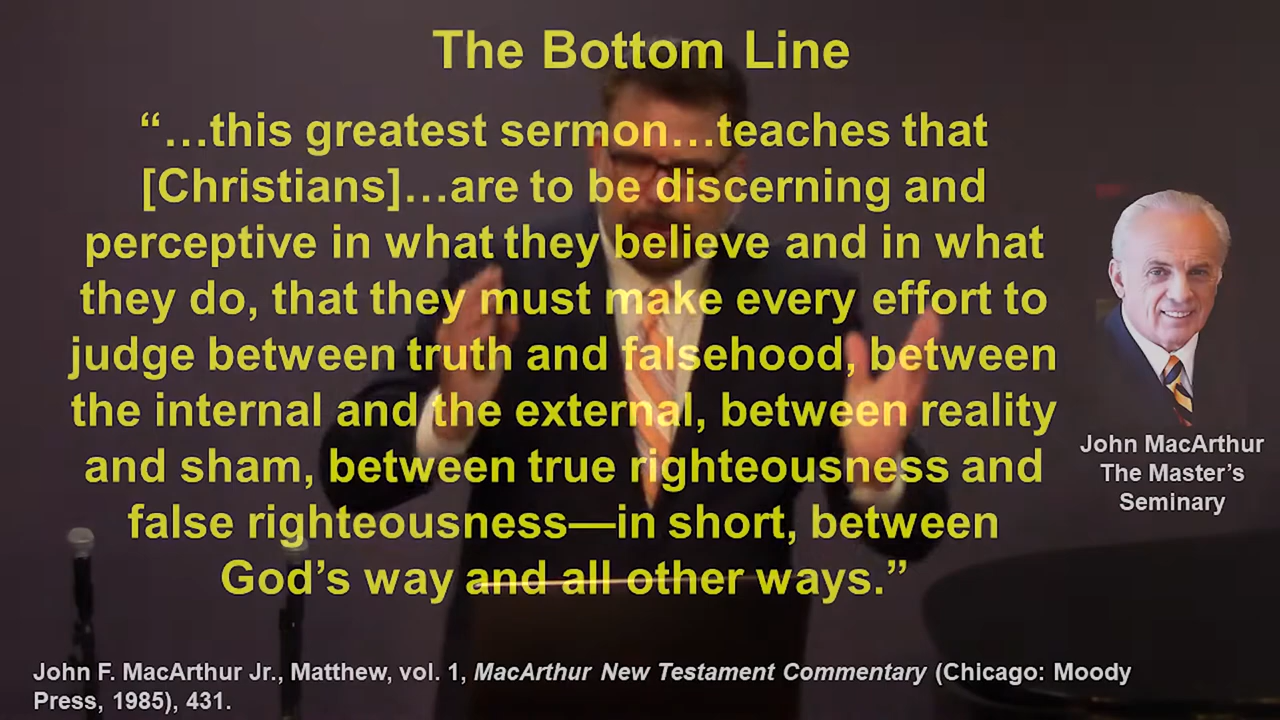 The Bottom Line
“…this greatest sermon…teaches that
[Christians]…are to be discerning and
perceptive in what they believe and in what
they do, that they must make every effort to
judge between truth and falsehood, between
the internal and the external, between reality
and sham, between true righteousness and
false righteousness—in short, between
God’s way and all other ways.”
John MacArthur
The Master’s
Seminary
John F. MacArthur Jr., Matthew, vol. 1, MacArthur New Testament Commentary (Chicago: Moody
Press, 1985), 431.